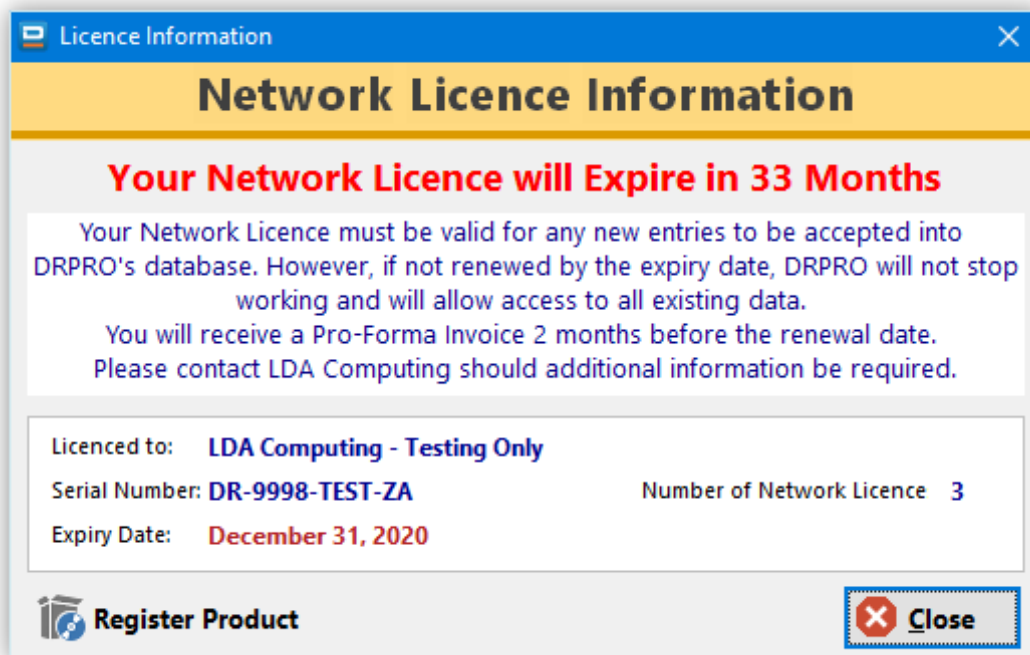 Licence Information
Network Licence Information
Your Network Licence will Expire in 33 Months
Your Network Licence must be valid for any new entries to be accepted into
DRPRO's database. However, if not renewed by the expiry date, DRPRO will not stop
working and will allow access to all existing data.
You will receive a Pro-Forma Invoice 2 months before the renewal date.
Please contact LDA Computing should additional information be required.
Licenced to: LDA Computing - Testing Only
Serial Number: DR-9998-TEST-ZA Number of Network Licence 3
Expiry Date: December 31, 2020
Register Product Close